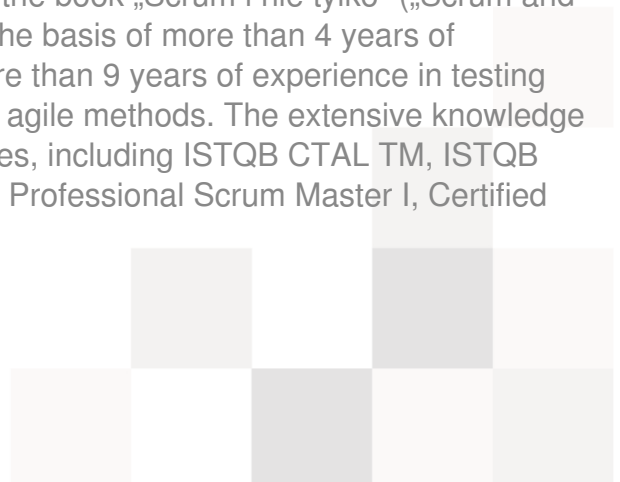 the book „Scrum i nie tylko” („Scrum and
he basis of more than 4 years of
re than 9 years of experience in testing
agile methods. The extensive knowledge
es, including ISTQB CTAL TM, ISTQB
Professional Scrum Master I, Certified